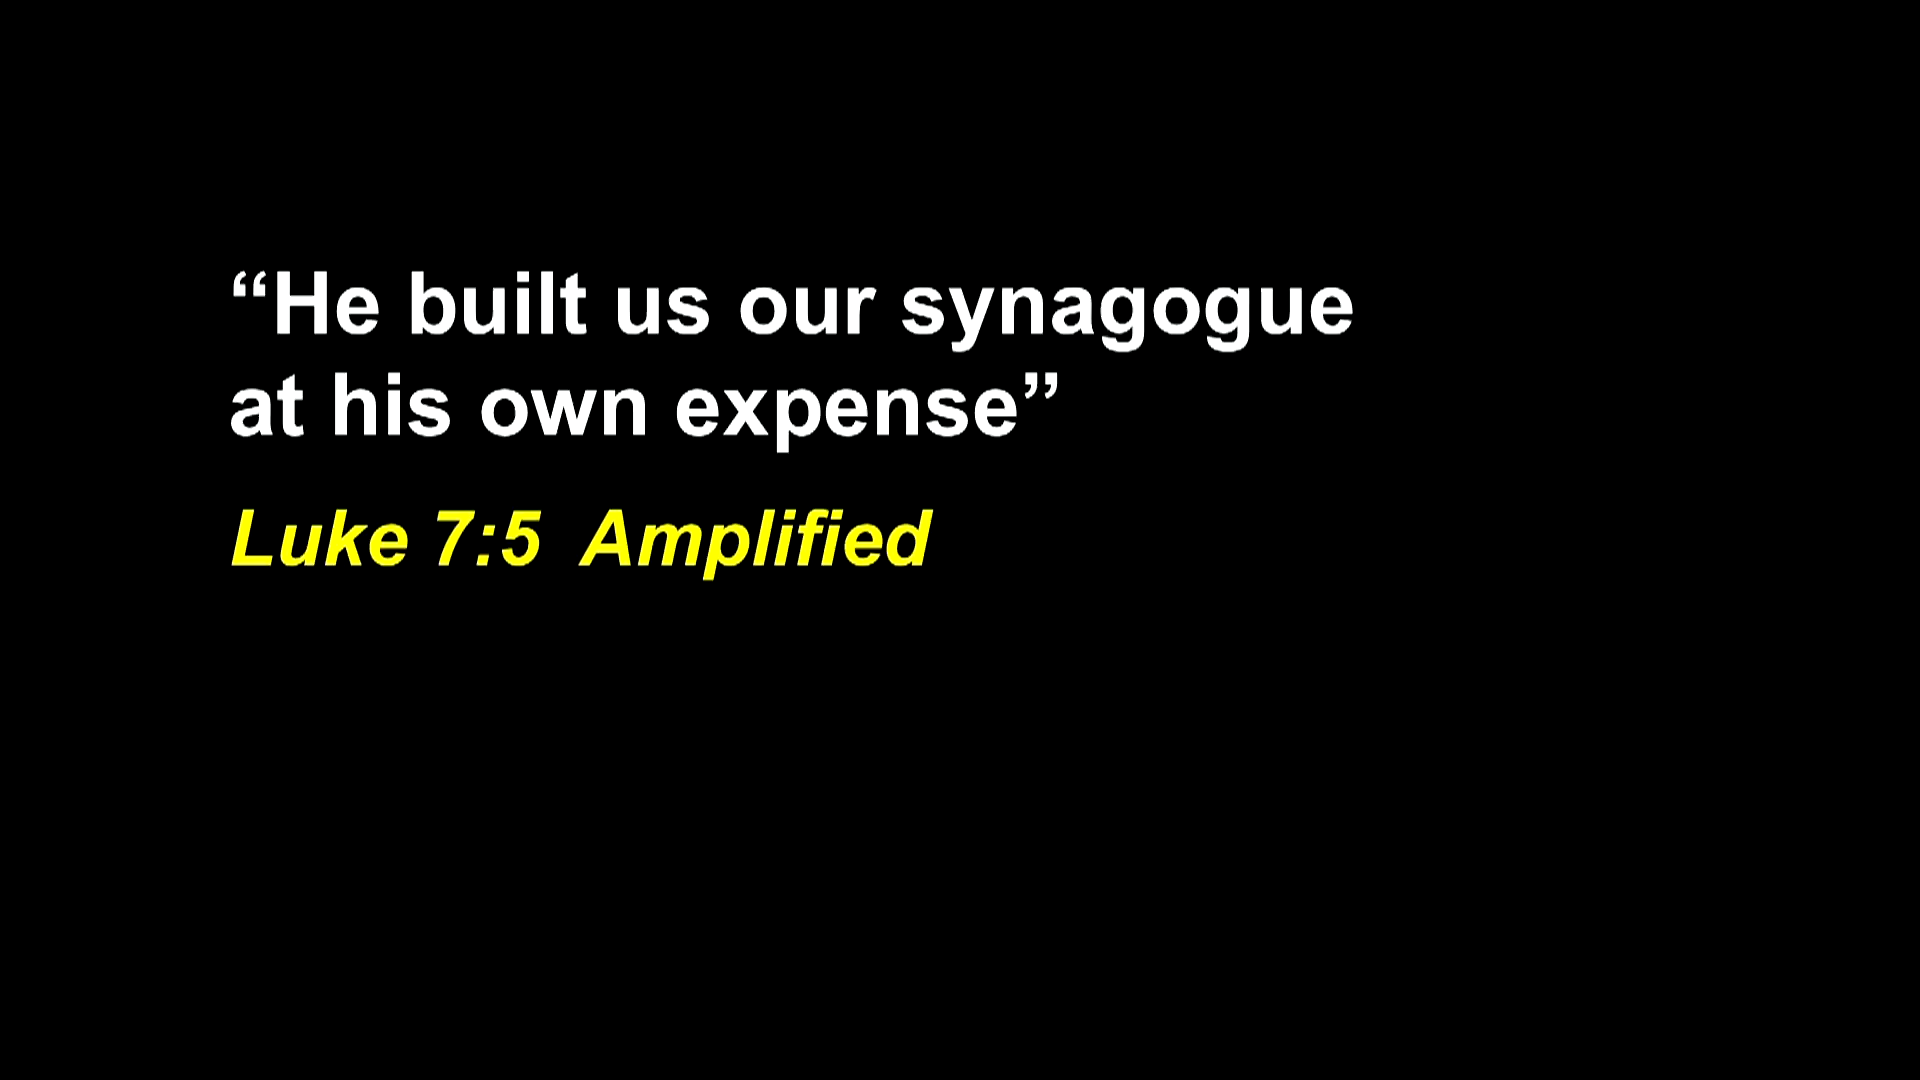 “He built us our synagogue
at his own expense”
Luke 7:5  Amplified